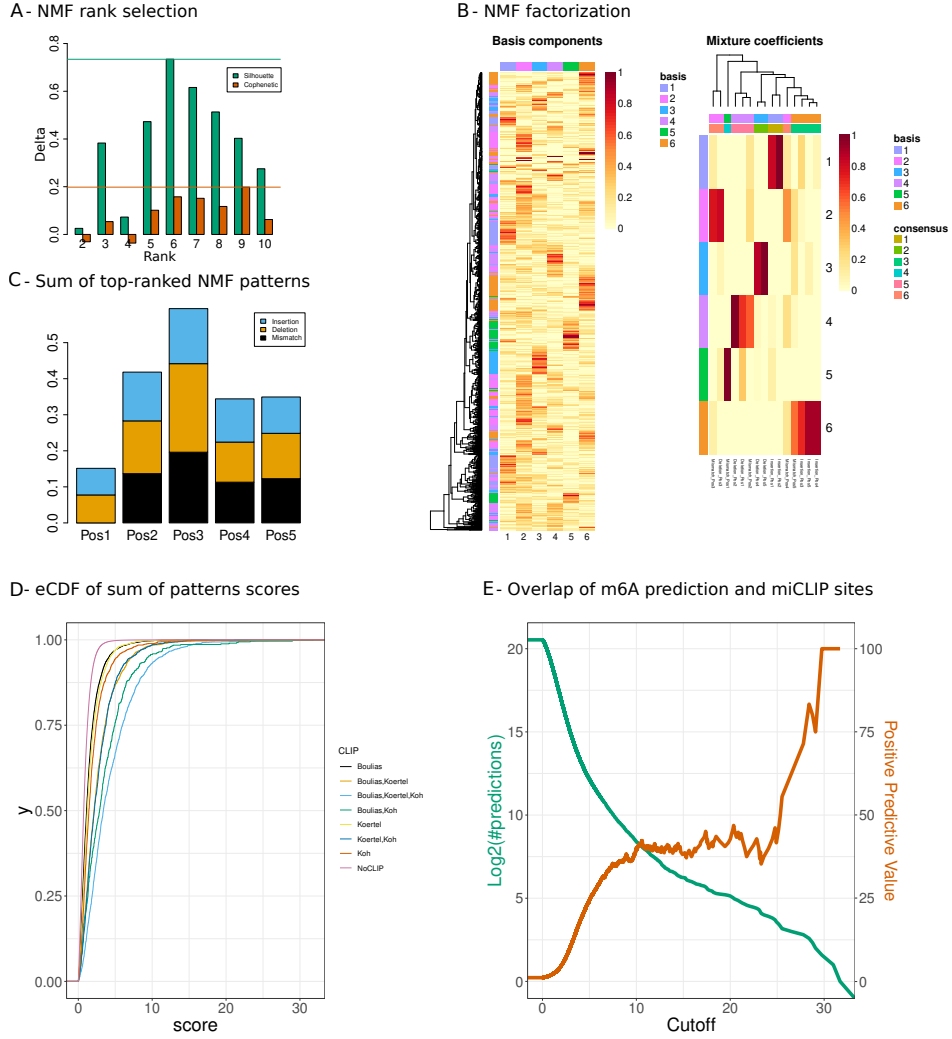 A - NMF rank selection
0.8
0.6
0.4
0.2
0.0
Delta
Silhouette
Cophenetic
2 3 4 5 6 7 8 9 10
Rank
B - NMF factorization
Basis components
1
0.8
0.6
0.4
0.2
0
basis
1
2
3
4
5
6
1 2 3 4 5 6
Mixture coefficients
1
2
3
4
5
6
1
0.8
0.6
0.4
0.2
0
basis
1
2
3
4
5
6
consensus
1
2
3
4
5
6
C - Sum of top-ranked NMF patterns
0.5
0.4
0.3
0.2
0.1
0.0
Insertion
Deletion
Mismatch
Pos1 Pos2 Pos3 Pos4 Pos5
D - eCDF of sum of patterns scores
1.00
0.75
0.50
0.25
0.00
y
0 10 20 30
score
CLIP
Boulias
Boulias,Koertel
Boulias,Koertel,Koh
Boulias,Koh
Koertel
Koertel,Koh
Koh
NoCLIP
E - Overlap of m6A prediction and miCLIP sites
20
15
10
5
0
Log2(#predictions)
100
75
50
25
0
Positive Predictive Value
0 10 20 30
Cutoff